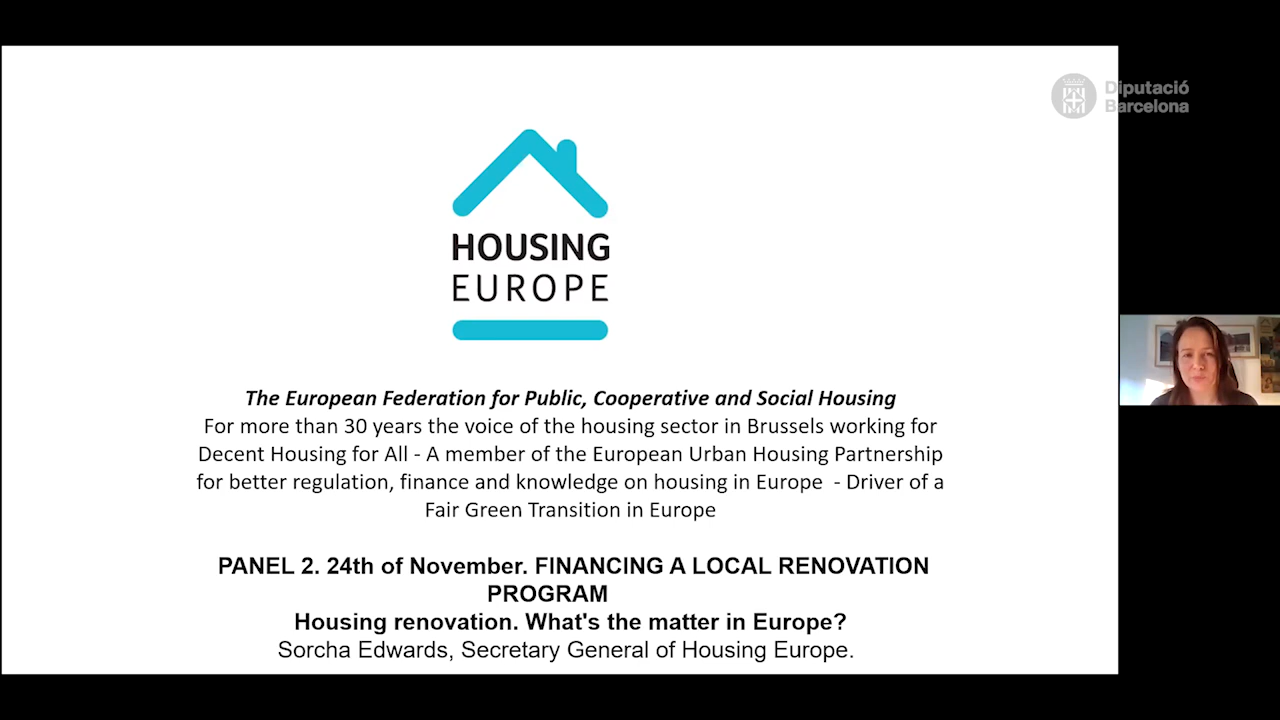 Diputació
Barcelona
HOUSING
EUROPE
The European Federation for Public, Cooperative and Social Housing
For more than 30 years the voice of the housing sector in Brussels working for
Decent Housing for All - A member of the European Urban Housing Partnership
for better regulation, finance and knowledge on housing in Europe - Driver of a
Fair Green Transition in Europe
PANEL 2. 24th of November. FINANCING A LOCAL RENOVATION
PROGRAM
Housing renovation. What's the matter in Europe?
Sorcha Edwards, Secretary General of Housing Europe.